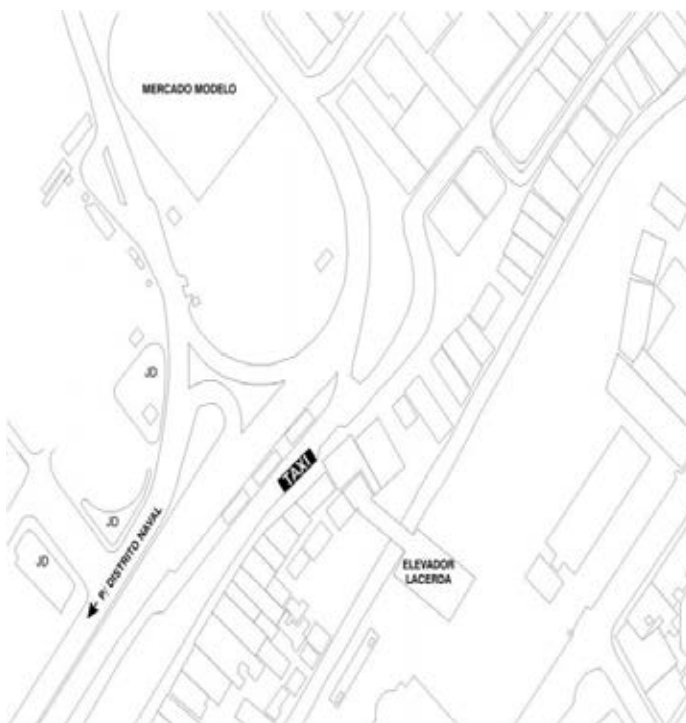 MERCADO MODELO
JD
TAXI
JD
P/ DISTRITO NAVAL
JD
ELEVADOR
LACERDA